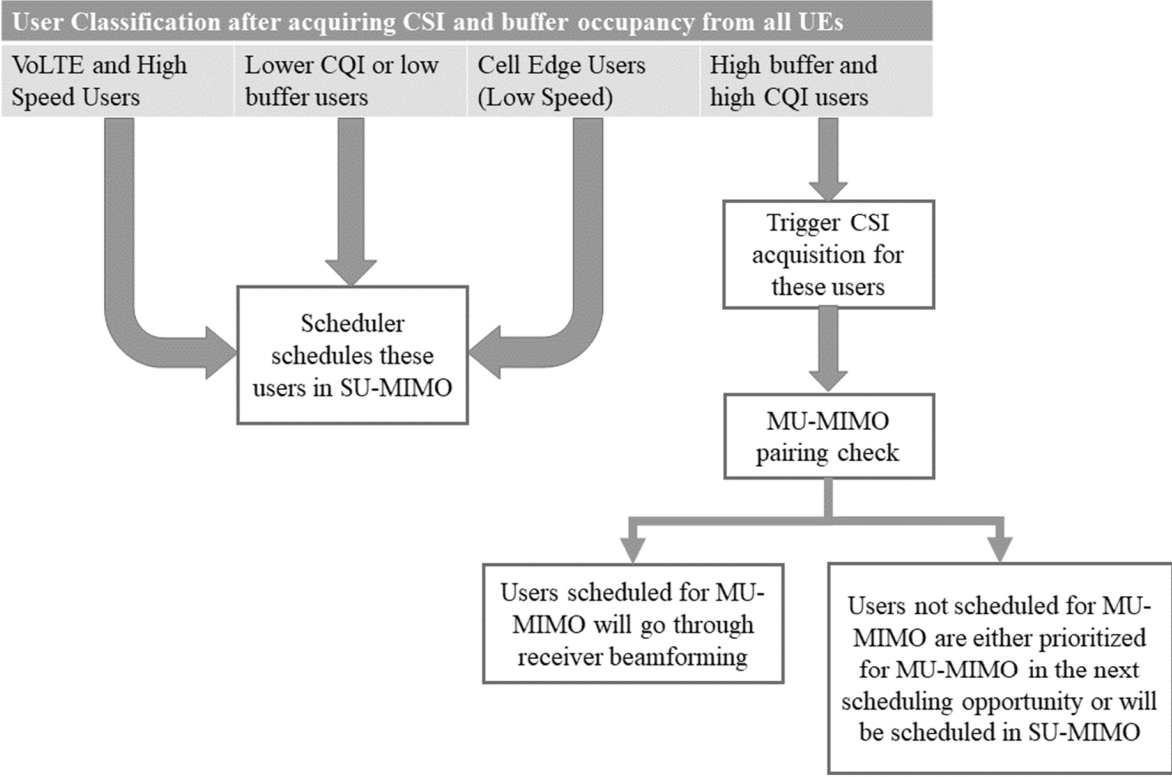 User Classification after acquiring CSI and buffer occupancy from all UEs
VoLTE and High
Speed Users
Lower CQI or low
buffer users
Cell Edge Users
(Low Speed)
High buffer and
high CQI users
Scheduler
schedules these
users in SU-MIMO
Trigger CSI
acquisition for
these users
MU-MIMO
pairing check
Users scheduled for MU-
MIMO will go through
receiver beamforming
Users not scheduled for MU-
MIMO are either prioritized
for MU-MIMO in the next
scheduling opportunity or will
be scheduled in SU-MIMO